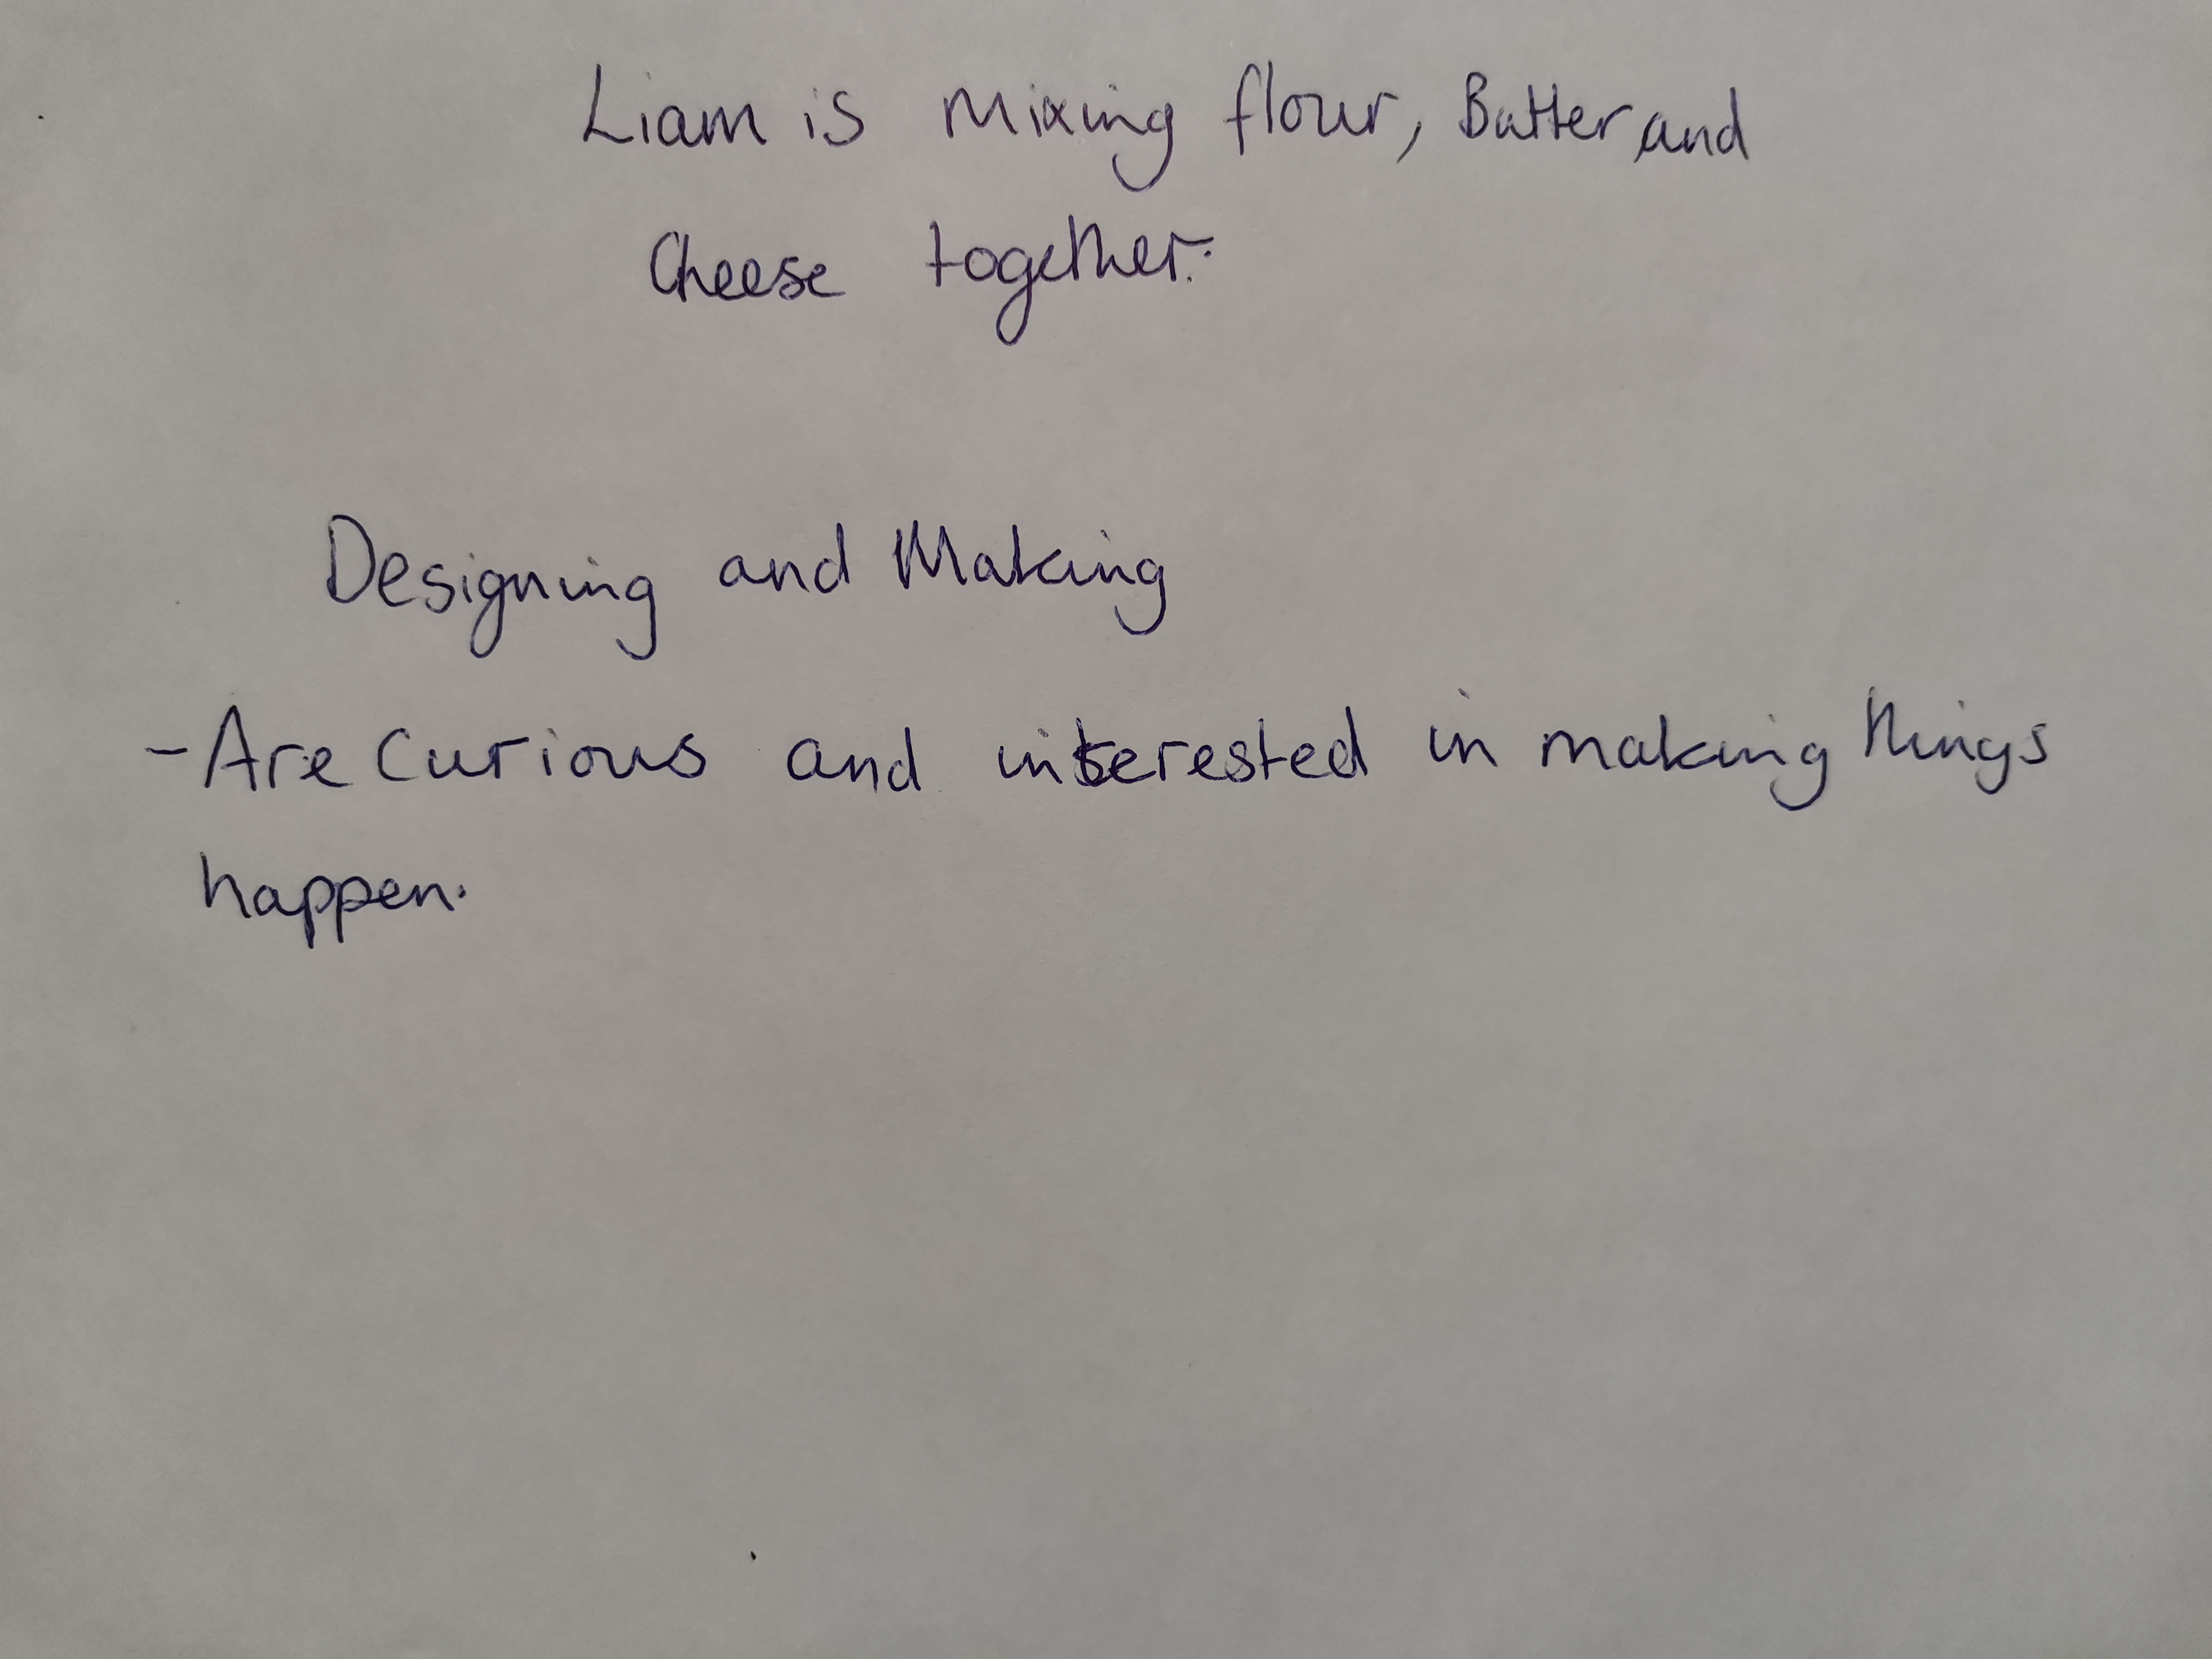 Liam is Mixing flour, Butter, and
Cheese together.
Designing and Making
- Are Curious and interested in making things
happen.